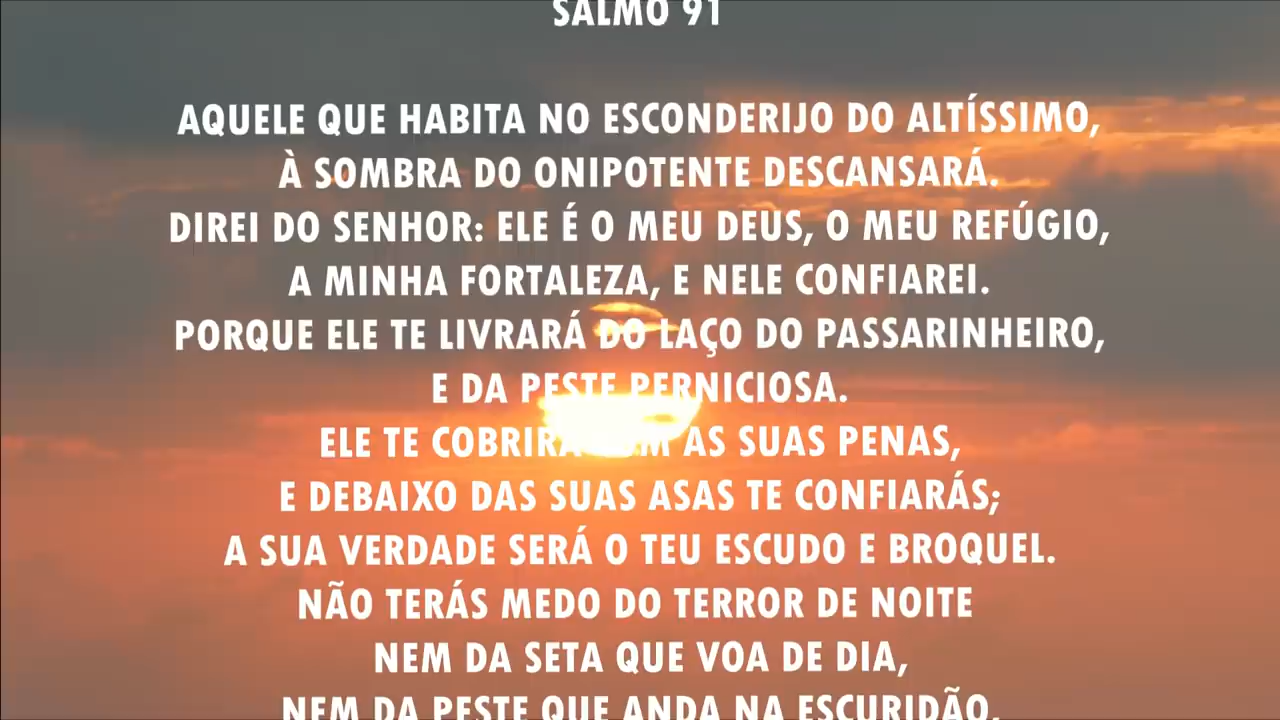 SALMO 91
AQUELE QUE HABITA NO ESCONDERIJO DO ALTÍSSIMO,
À SOMBRA DO ONIPOTENTE DESCANSARÁ.
DIREI DO SENHOR: ELE É O MEU DEUS, O MEU REFÚGIO,
A MINHA FORTALEZA, E NELE CONFIAREI.
PORQUE ELE TE LIVRARÁ DO LAÇO DO PASSARINHEIRO,
E DA PESTE PERNICIOSA.
ELE TE COBRIRÁ COM AS SUAS PENAS,
E DEBAIXO DAS SUAS ASAS TE CONFIARÁS;
A SUA VERDADE SERÁ O TEU ESCUDO E BROQUEL.
NÃO TERÁS MEDO DO TERROR DE NOITE
NEM DA SETA QUE VOA DE DIA,
NEM DA PESTE QUE ANDA NA ESCURIDÃO,